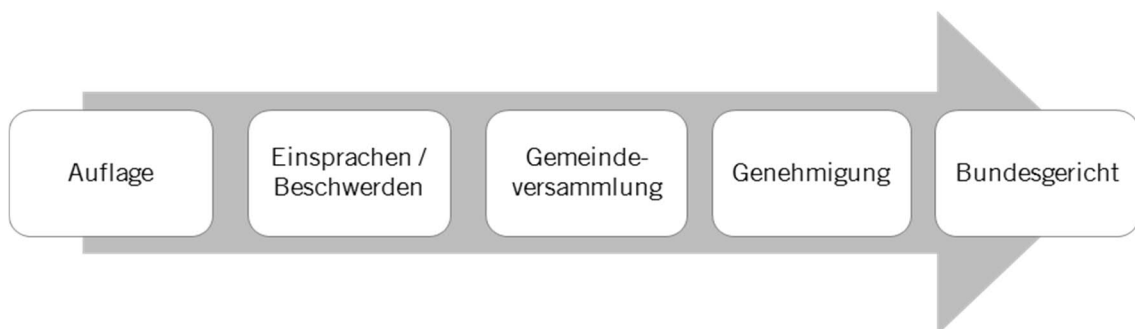 Auflage
Einsprachen /
Beschwerden
Gemeinde-
versammlung
Genehmigung
Bundesgericht